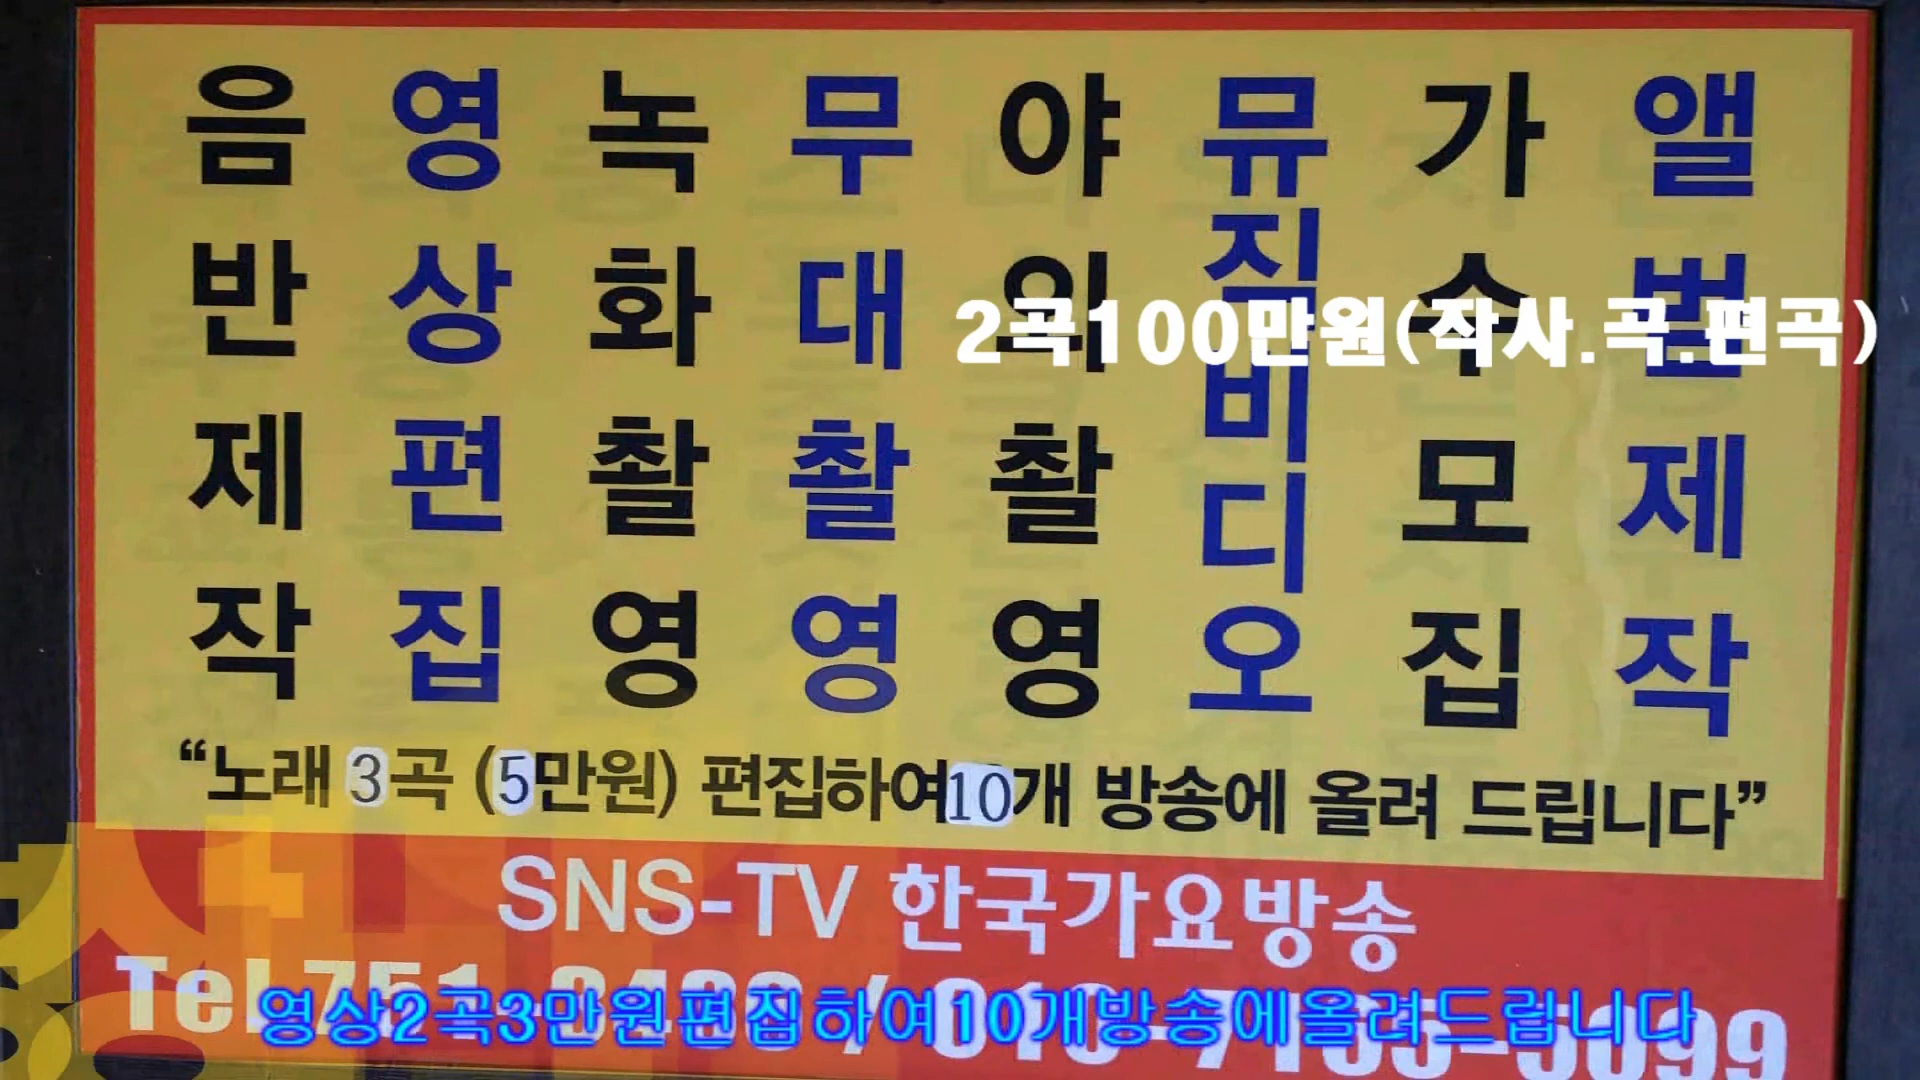 음반제작
영상편집
녹화촬영
무대촬영
야외촬영
뮤직비디오
가수모집
앨범제작
2곡100만원(작사.곡.편곡)
“노래 3곡 (5만원) 편집하여10개 방송에 올려 드립니다”
SNS-TV 한국가요방송
영상2곡3만원편집하여10개방송에올려드립니다